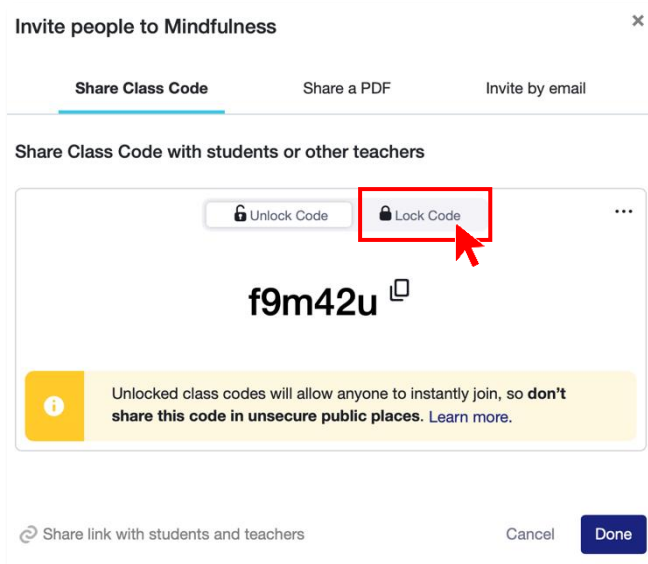 Invite people to Mindfulness
Share Class Code
Share a PDF
Invite by email
Share Class Code with students or other teachers
Unlock Code
Lock Code
f9m42u
Unlocked class codes will allow anyone to instantly join, so don’t
share this code in unsecure public places. Learn more.
Share link with students and teachers
Cancel
Done